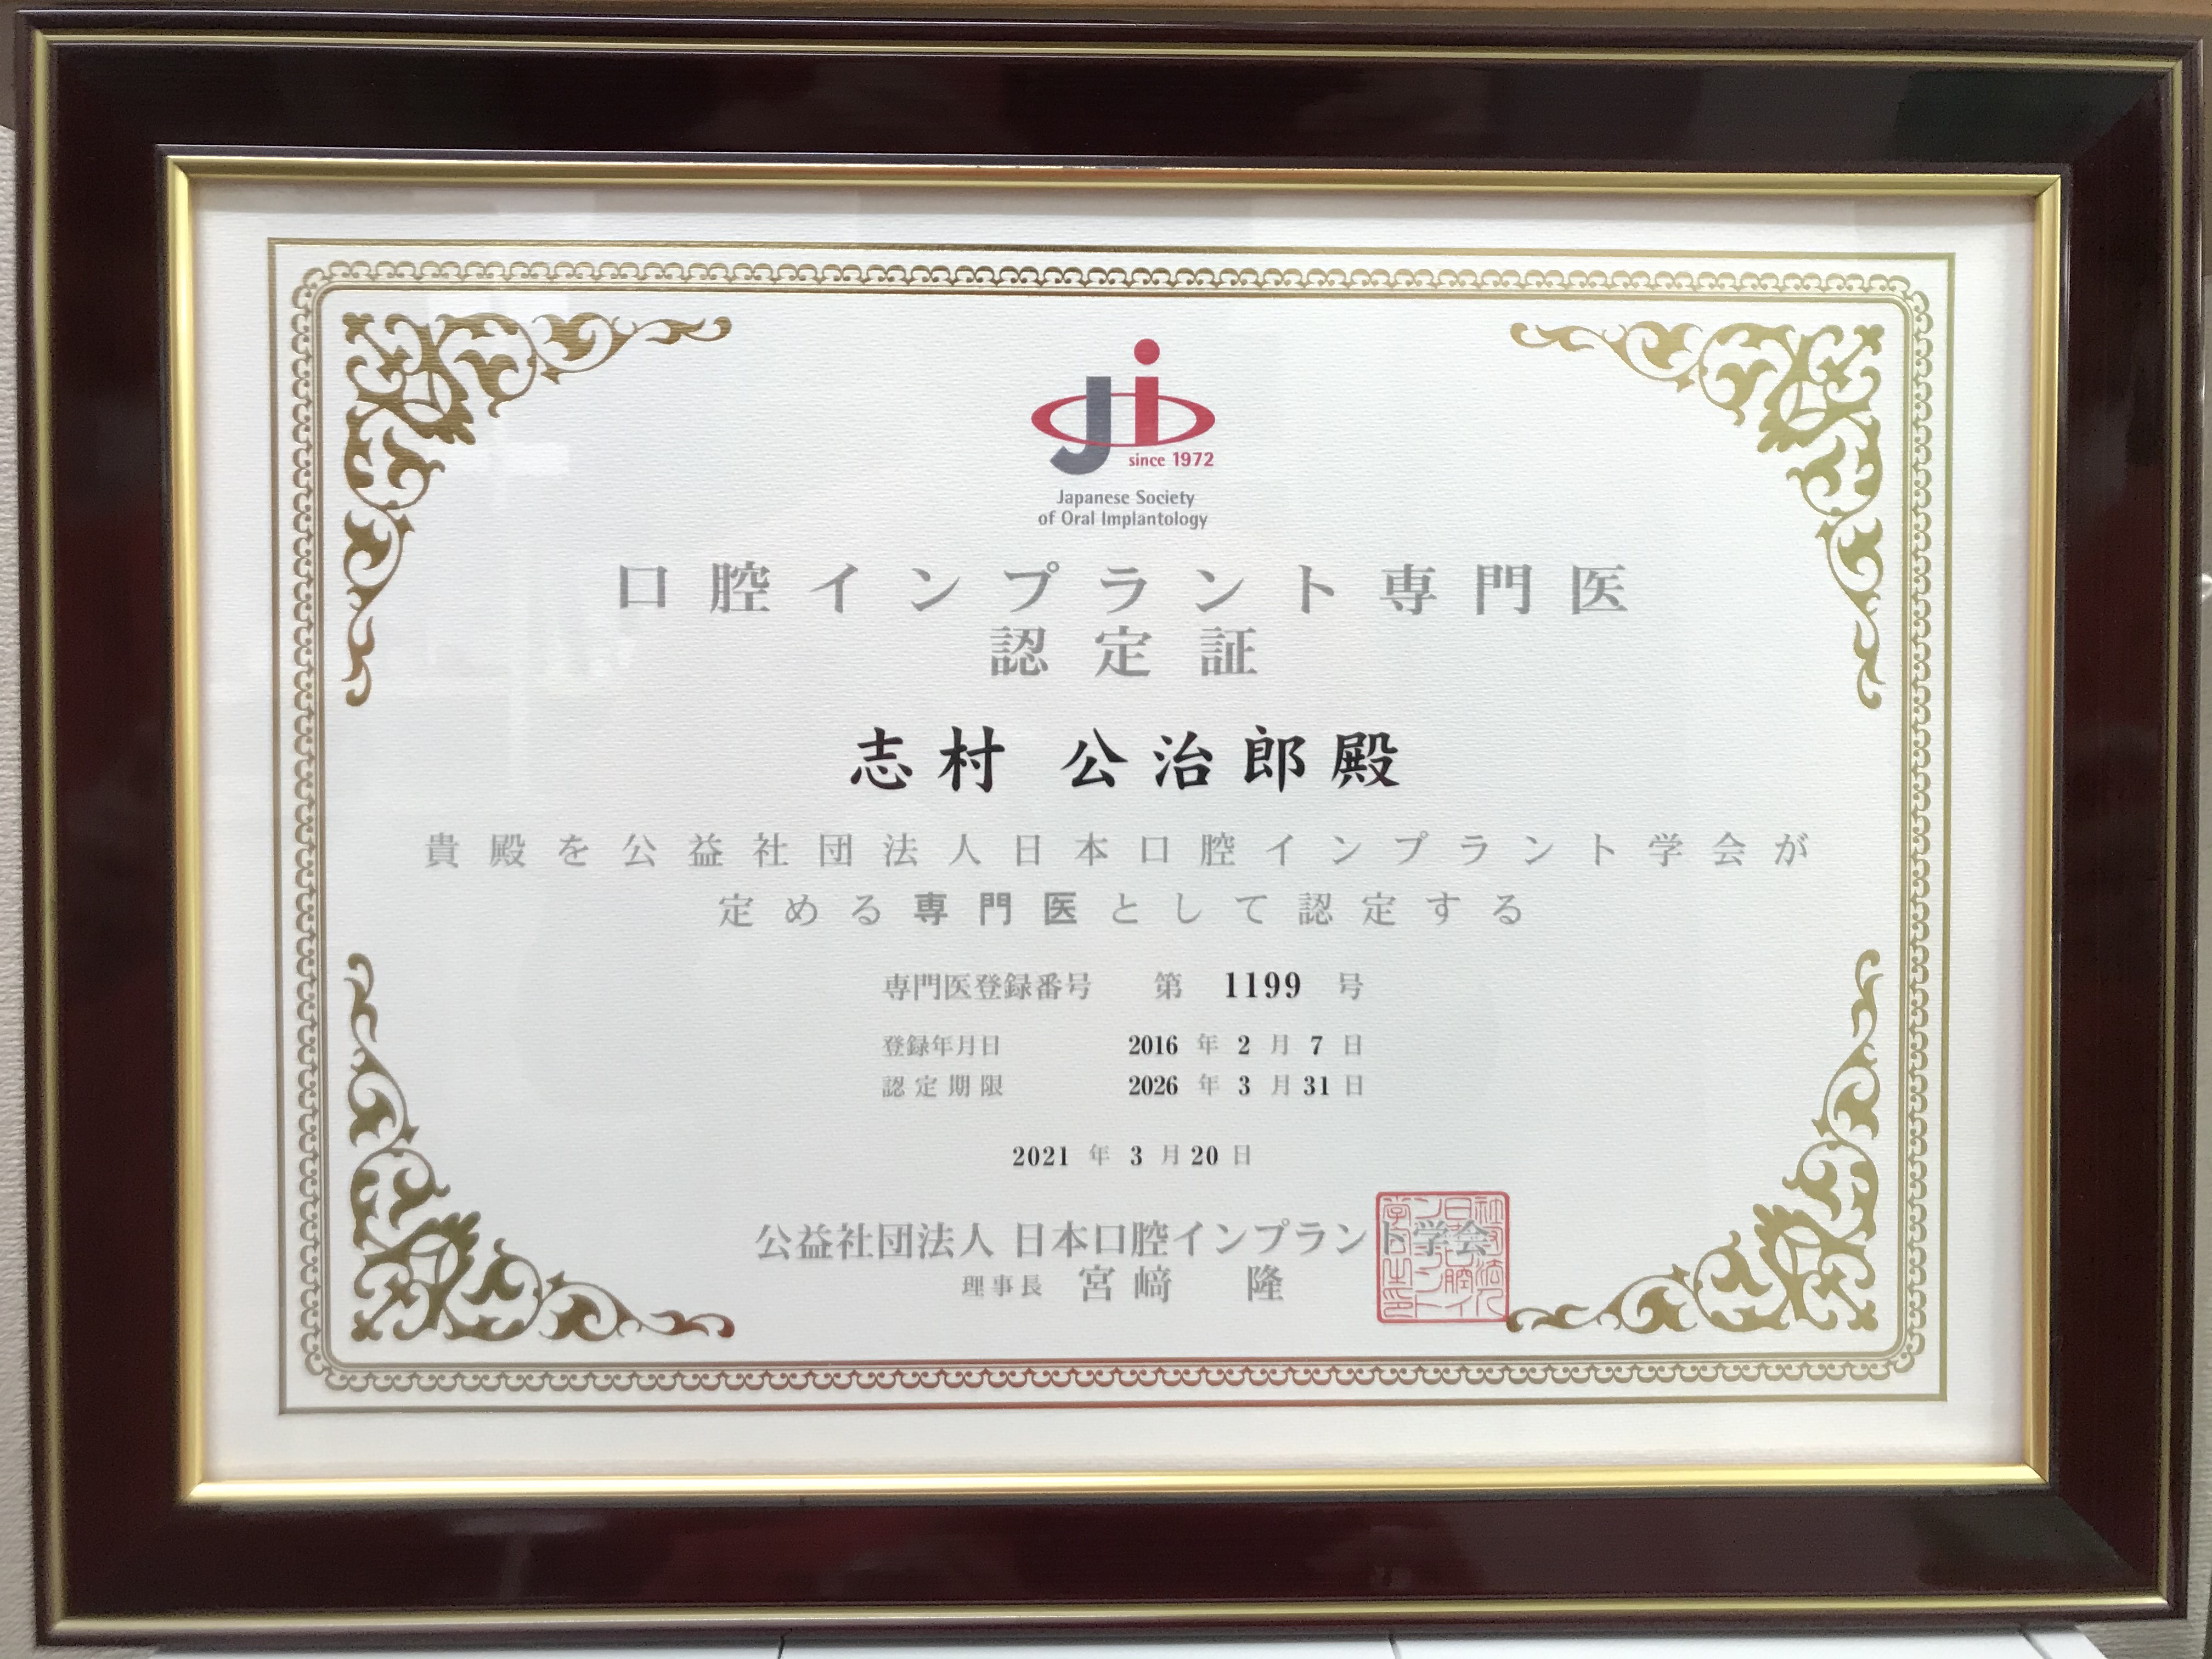 Ji
since 1972
Japanese Society
of Oral Implantology
口腔インプラント専門医
認定証
志村 公治郎殿
貴殿を公益社団法人日本口腔インプラント学会が
定める専門医として認定する
専門医登録番号 第 1199 号
登録年月日 2016 年 2 月 7 日
認定期限 2026 年 3 月 31 日
2021 年 3 月 20 日
公益社団法人 日本口腔インプラント学会
理事長 宮﨑 隆